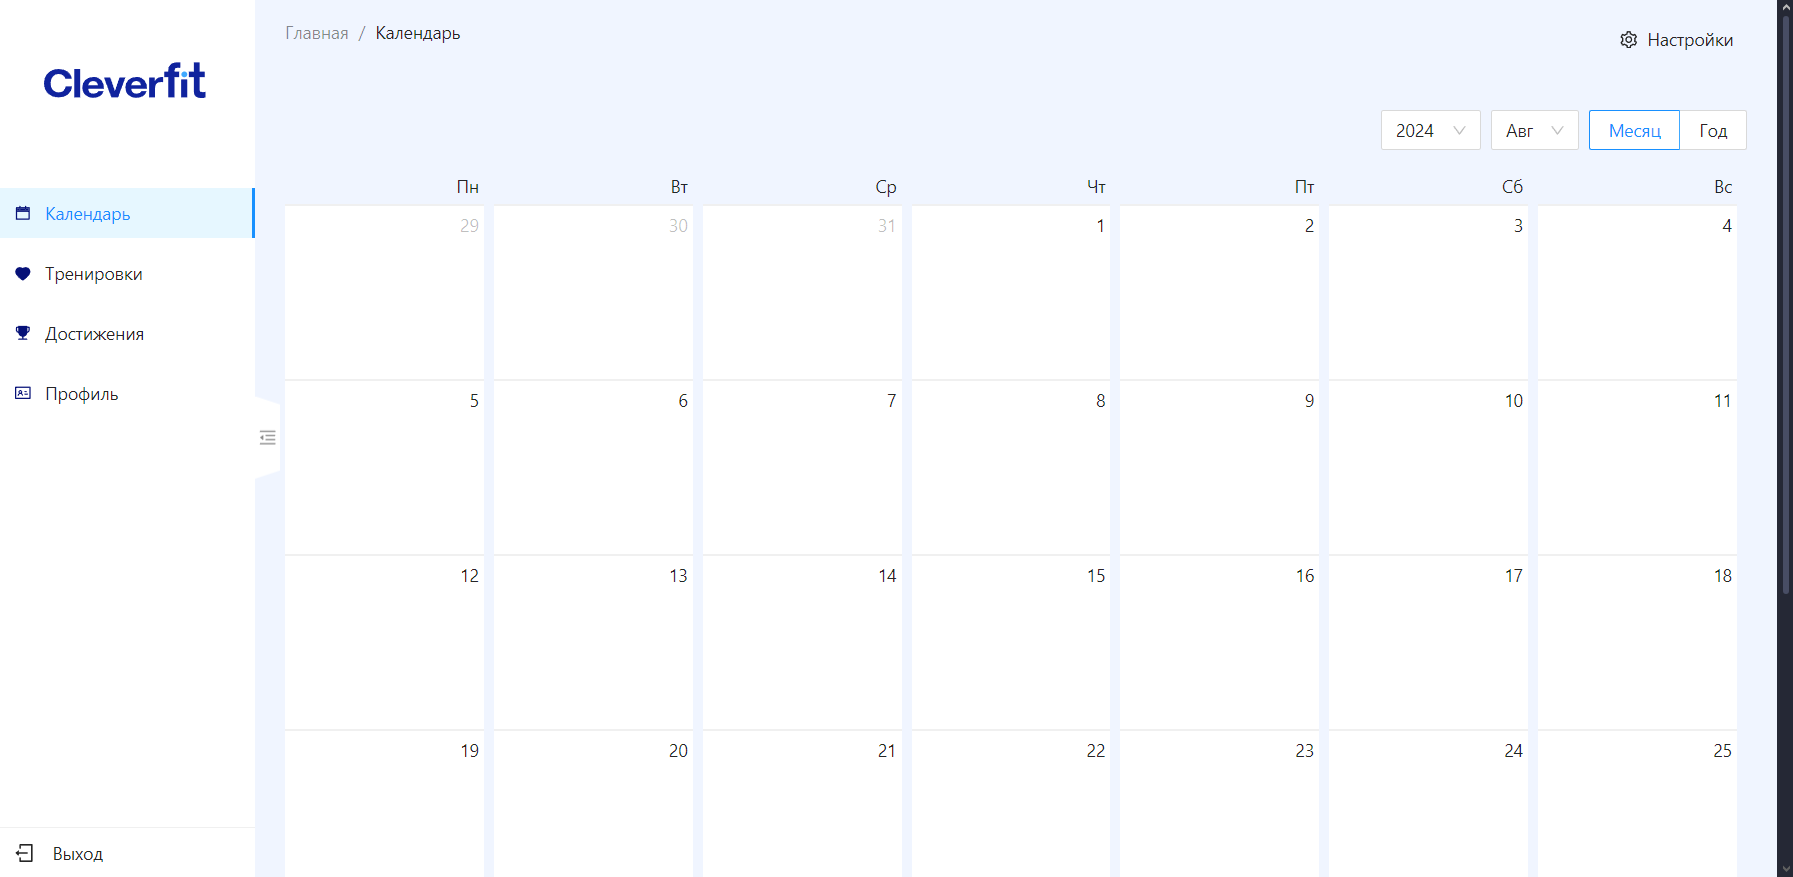 Cleverfit
Календарь
Тренировки
Достижения
Профиль
Выход
Главная / Календарь
Настройки
2024 Авг Месяц Год
Пн Вт Ср Чт Пт Сб Вс
29 30 31 1 2 3 4
5 6 7 8 9 10 11
12 13 14 15 16 17 18
19 20 21 22 23 24 25